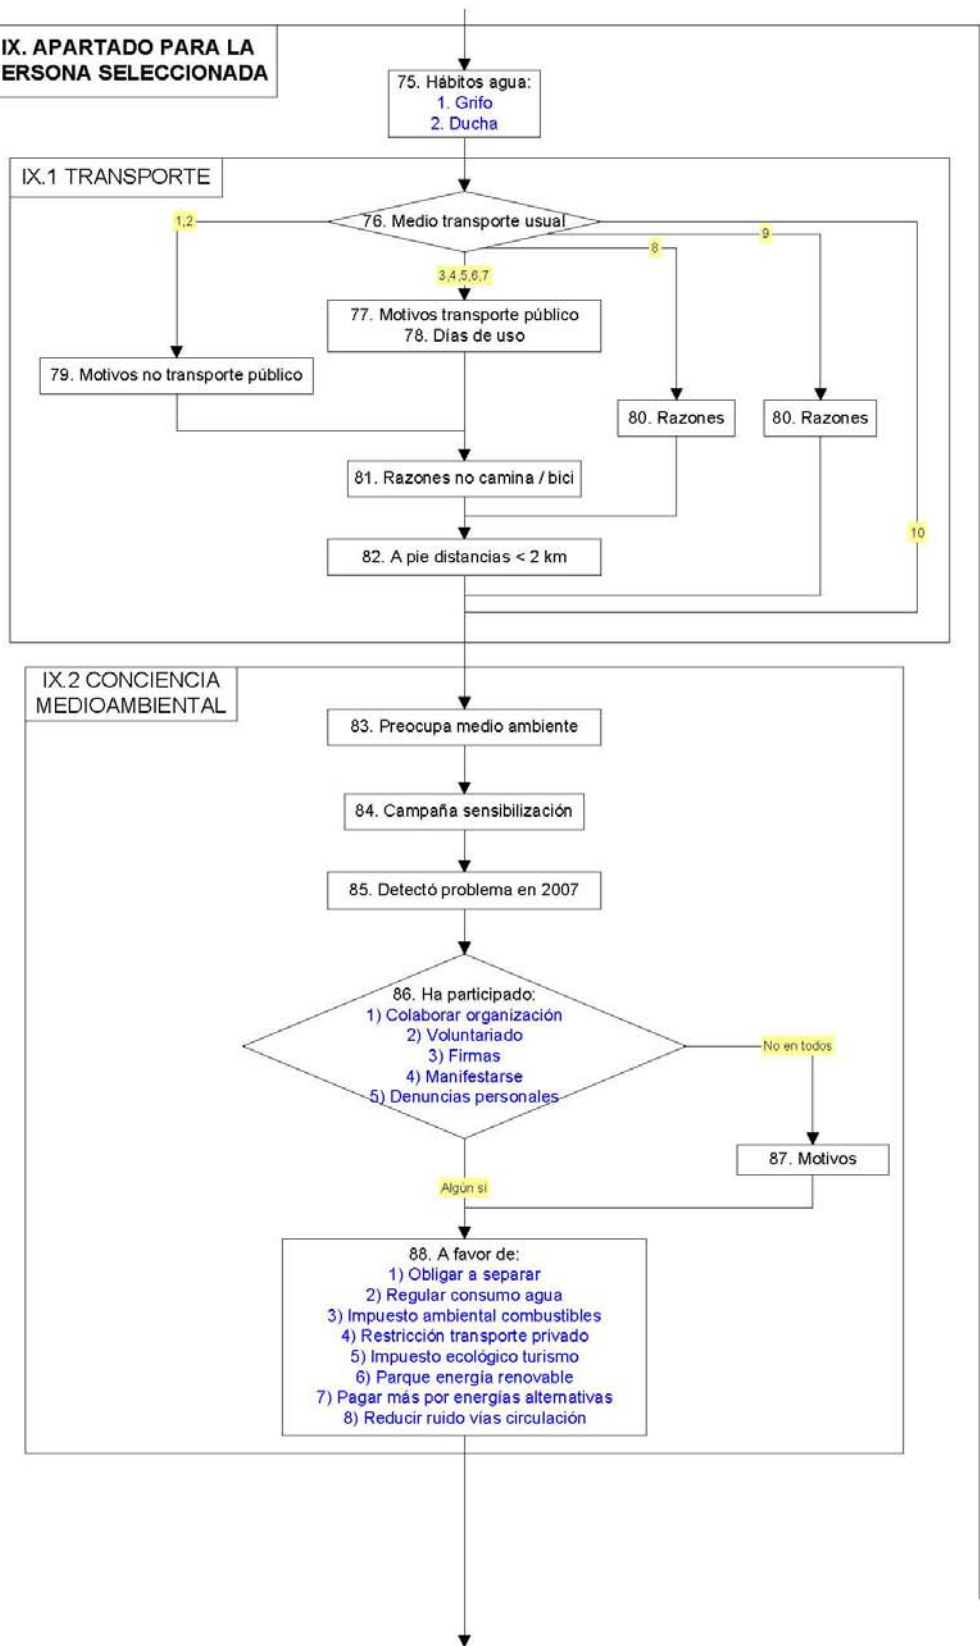 IX. APARTADO PARA LA
ERSONA SELECCIONADA
75. Hábitos agua:
1. Grifo
2. Ducha
IX.1 TRANSPORTE
76. Medio transporte usual
1,2
3,4,5,6,7
8
9
10
77. Motivos transporte público
78. Días de uso
79. Motivos no transporte público
80. Razones
80. Razones
81. Razones no camina / bici
82. A pie distancias < 2 km
IX.2 CONCIENCIA
MEDIOAMBIENTAL
83. Preocupa medio ambiente
84. Campaña sensibilización
85. Detectó problema en 2007
86. Ha participado:
1) Colaborar organización
2) Voluntariado
3) Firmas
4) Manifestarse
5) Denuncias personales
No en todos
87. Motivos
Algún sí
88. A favor de:
1) Obligar a separar
2) Regular consumo agua
3) Impuesto ambiental combustibles
4) Restricción transporte privado
5) Impuesto ecológico turismo
6) Parque energía renovable
7) Pagar más por energías alternativas
8) Reducir ruido vías circulación